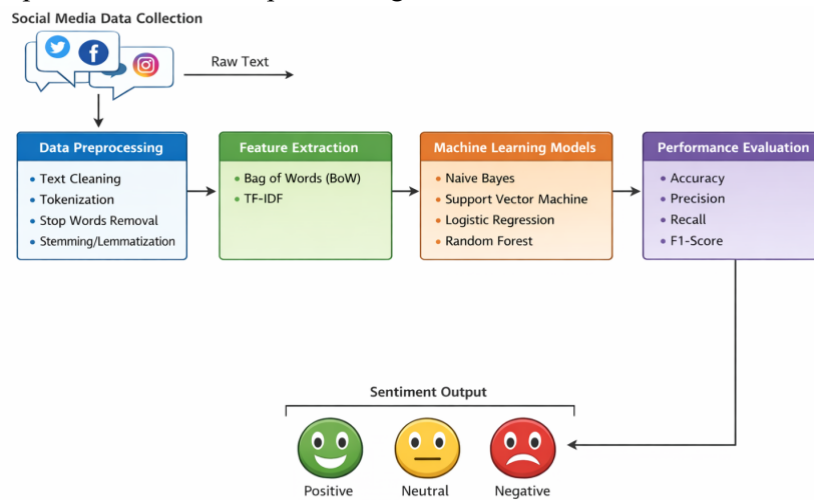 Social Media Data Collection
Raw Text
Data Preprocessing
• Text Cleaning
• Tokenization
• Stop Words Removal
• Stemming/Lemmatization
Feature Extraction
• Bag of Words (BoW)
• TF-IDF
Machine Learning Models
• Naive Bayes
• Support Vector Machine
• Logistic Regression
• Random Forest
Performance Evaluation
• Accuracy
• Precision
• Recall
• F1-Score
Sentiment Output
Positive
Neutral
Negative